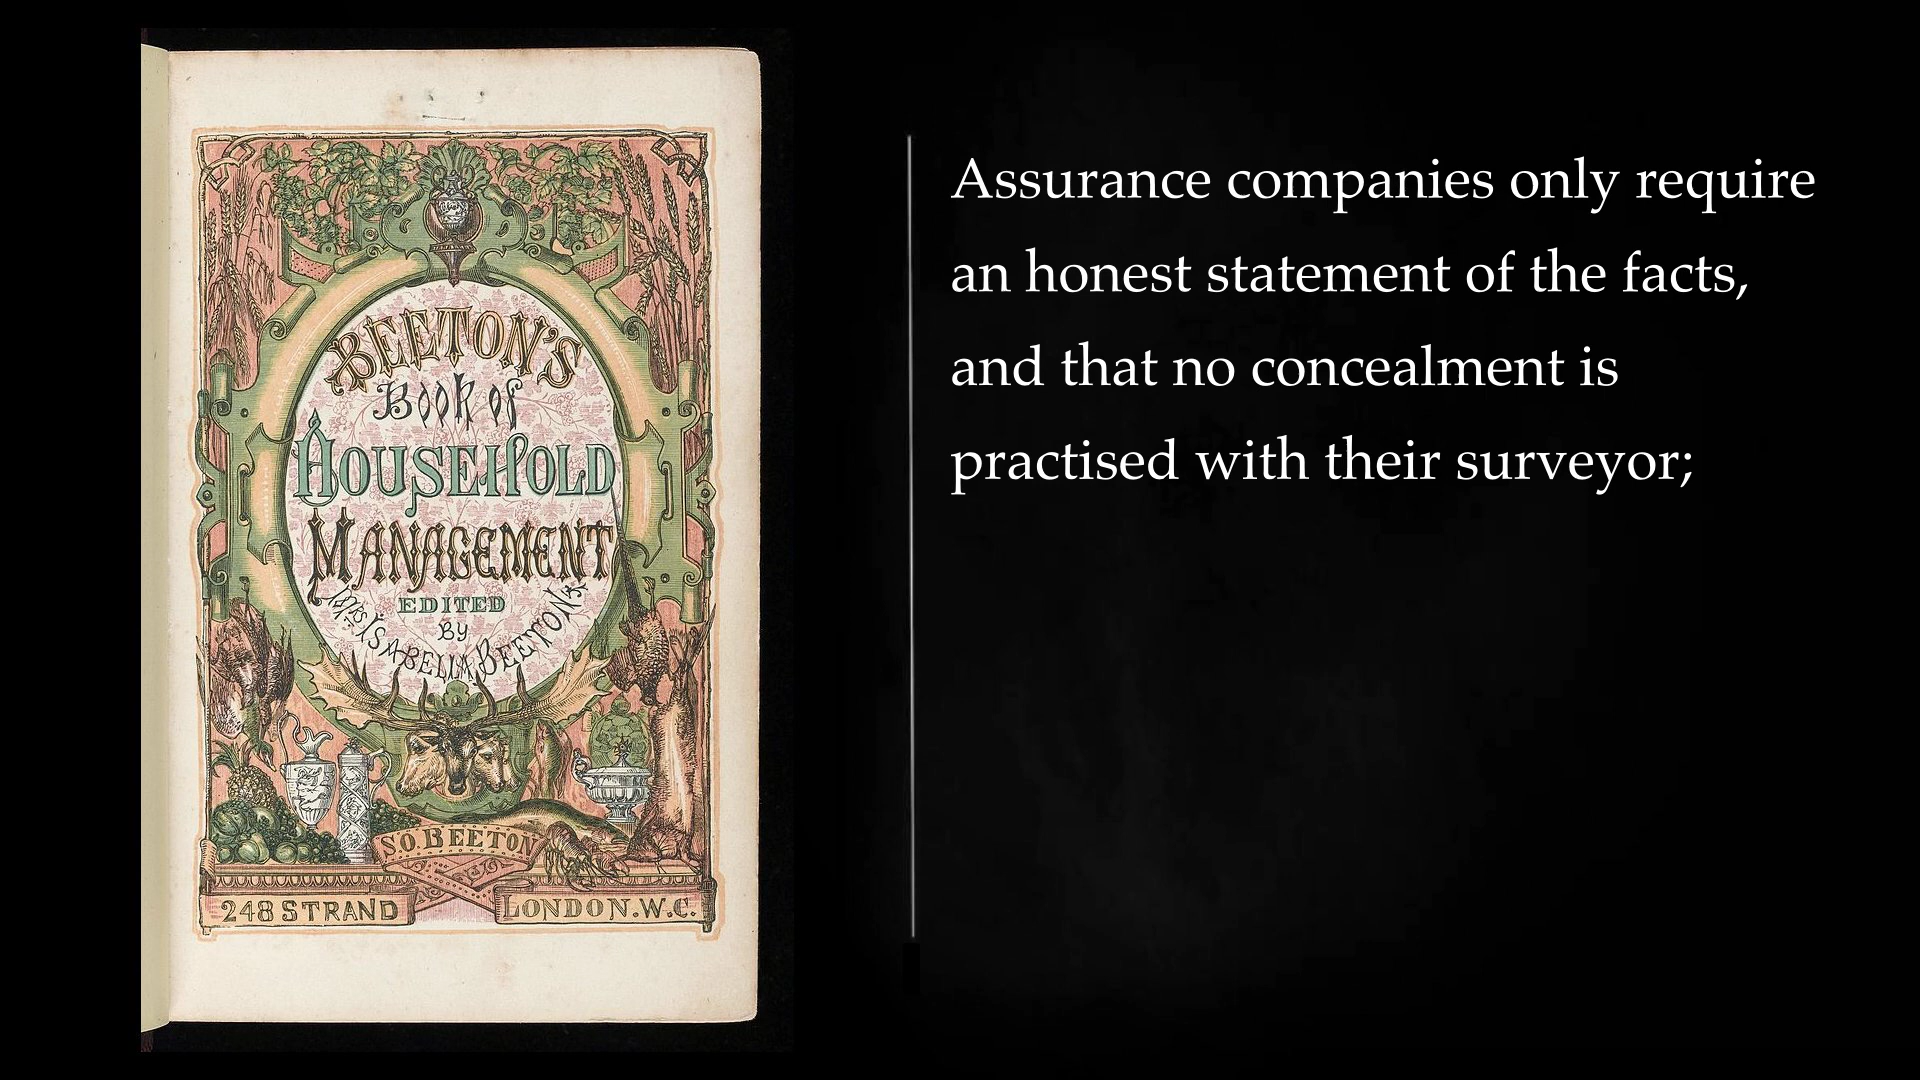 BEETON'S
Book of
HOUSEHOLD
MANAGEMENT
EDITED
BY
MRS ISABELLA BEETON
S.O. BEETON
248 STRAND
LONDON. W.C.
Assurance companies only require
an honest statement of the facts,
and that no concealment is
practised with their surveyor;